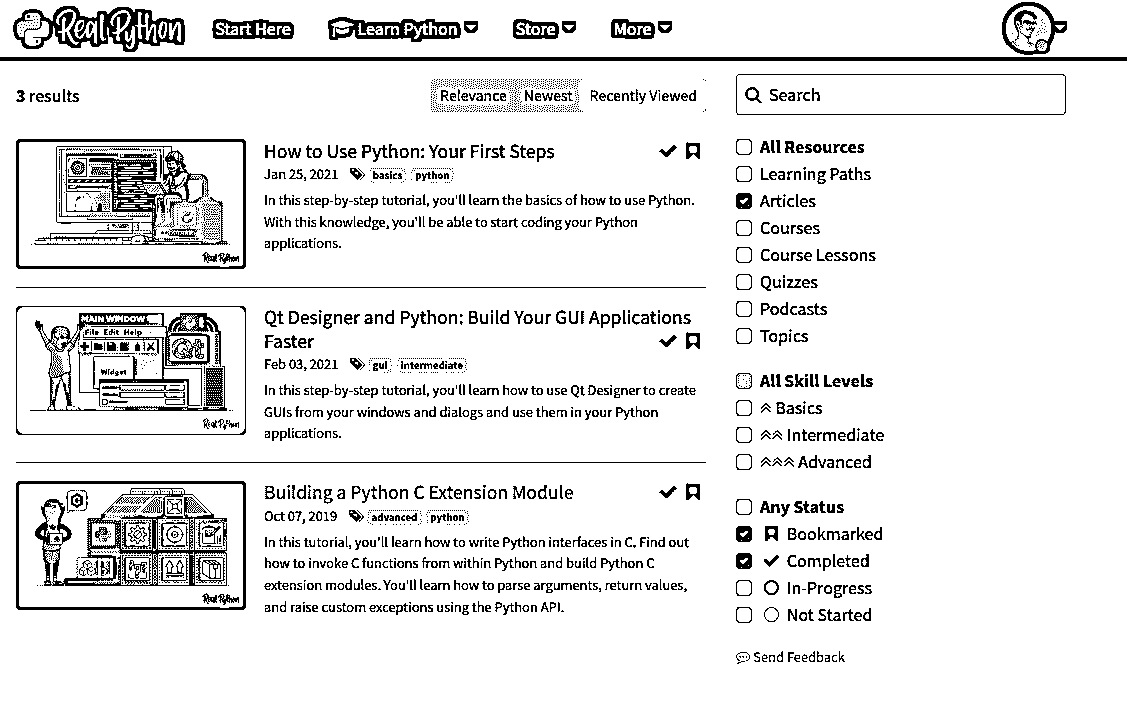 Real Python
Start Here
Learn Python
Store
More
3 results
Relevance
Newest
Recently Viewed
Search
How to Use Python: Your First Steps
Jan 25, 2021
basics
python
In this step-by-step tutorial, you'll learn the basics of how to use Python.
With this knowledge, you'll be able to start coding your Python
applications.
Real Python
MAIN WINDOW
File Edit Help
Widget
Qt
Real Python
Qt Designer and Python: Build Your GUI Applications
Faster
Feb 03, 2021
gui
intermediate
In this step-by-step tutorial, you'll learn how to use Qt Designer to create
GUIs from your windows and dialogs and use them in your Python
applications.
Real Python
Building a Python C Extension Module
Oct 07, 2019
advanced
python
In this tutorial, you'll learn how to write Python interfaces in C. Find out
how to invoke C functions from within Python and build Python C
extension modules. You'll learn how to parse arguments, return values,
and raise custom exceptions using the Python API.
All Resources
Learning Paths
Articles
Courses
Course Lessons
Quizzes
Podcasts
Topics
All Skill Levels
Basics
Intermediate
Advanced
Any Status
Bookmarked
Completed
In-Progress
Not Started
Send Feedback